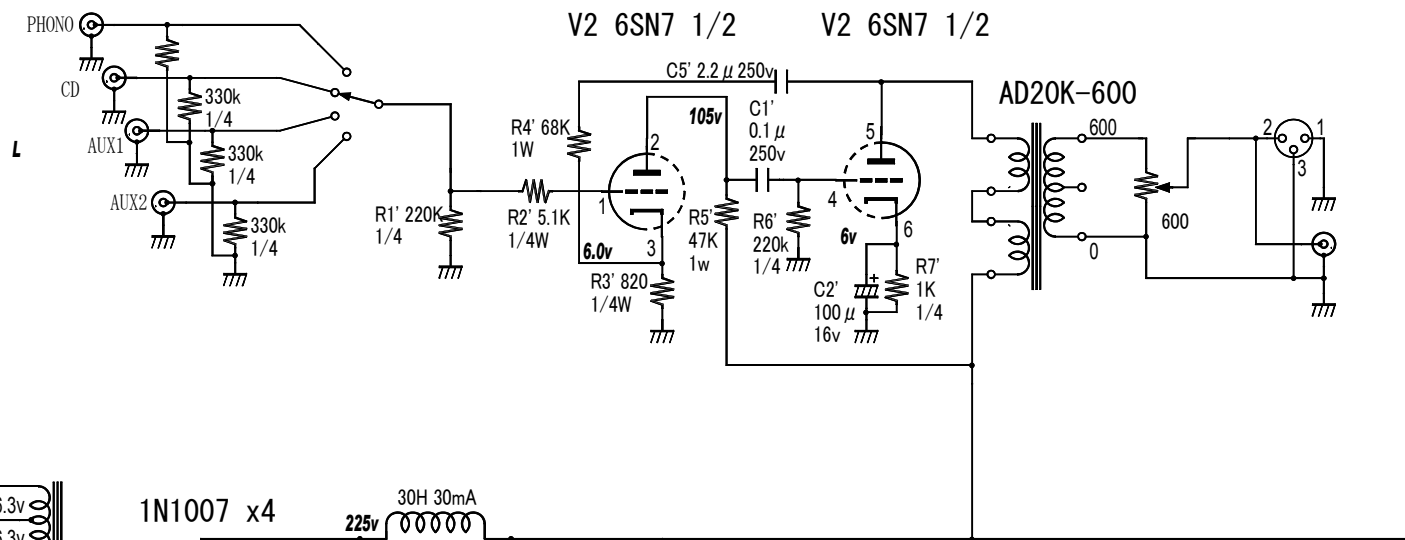 V2 6SN7 1/2
V2 6SN7 1/2
PHONO
CD
330k
1/4
AUX1
330k
1/4
AUX2
330k
1/4
L
R1' 220K
1/4
R2' 5.1K
1/4W
R4' 68K
1W
C5' 2.2μ 250v
2
1
3
6.0v
R3' 820
1/4W
105v
C1'
0.1μ
250v
R5'
47K
1w
R6'
220k
1/4
5
4
6
6v
+
C2'
100μ
16v
R7'
1K
1/4
AD20K-600
600
0
600
2
1
3
6.3v
6.3v
1N1007 x4
225v
30H 30mA